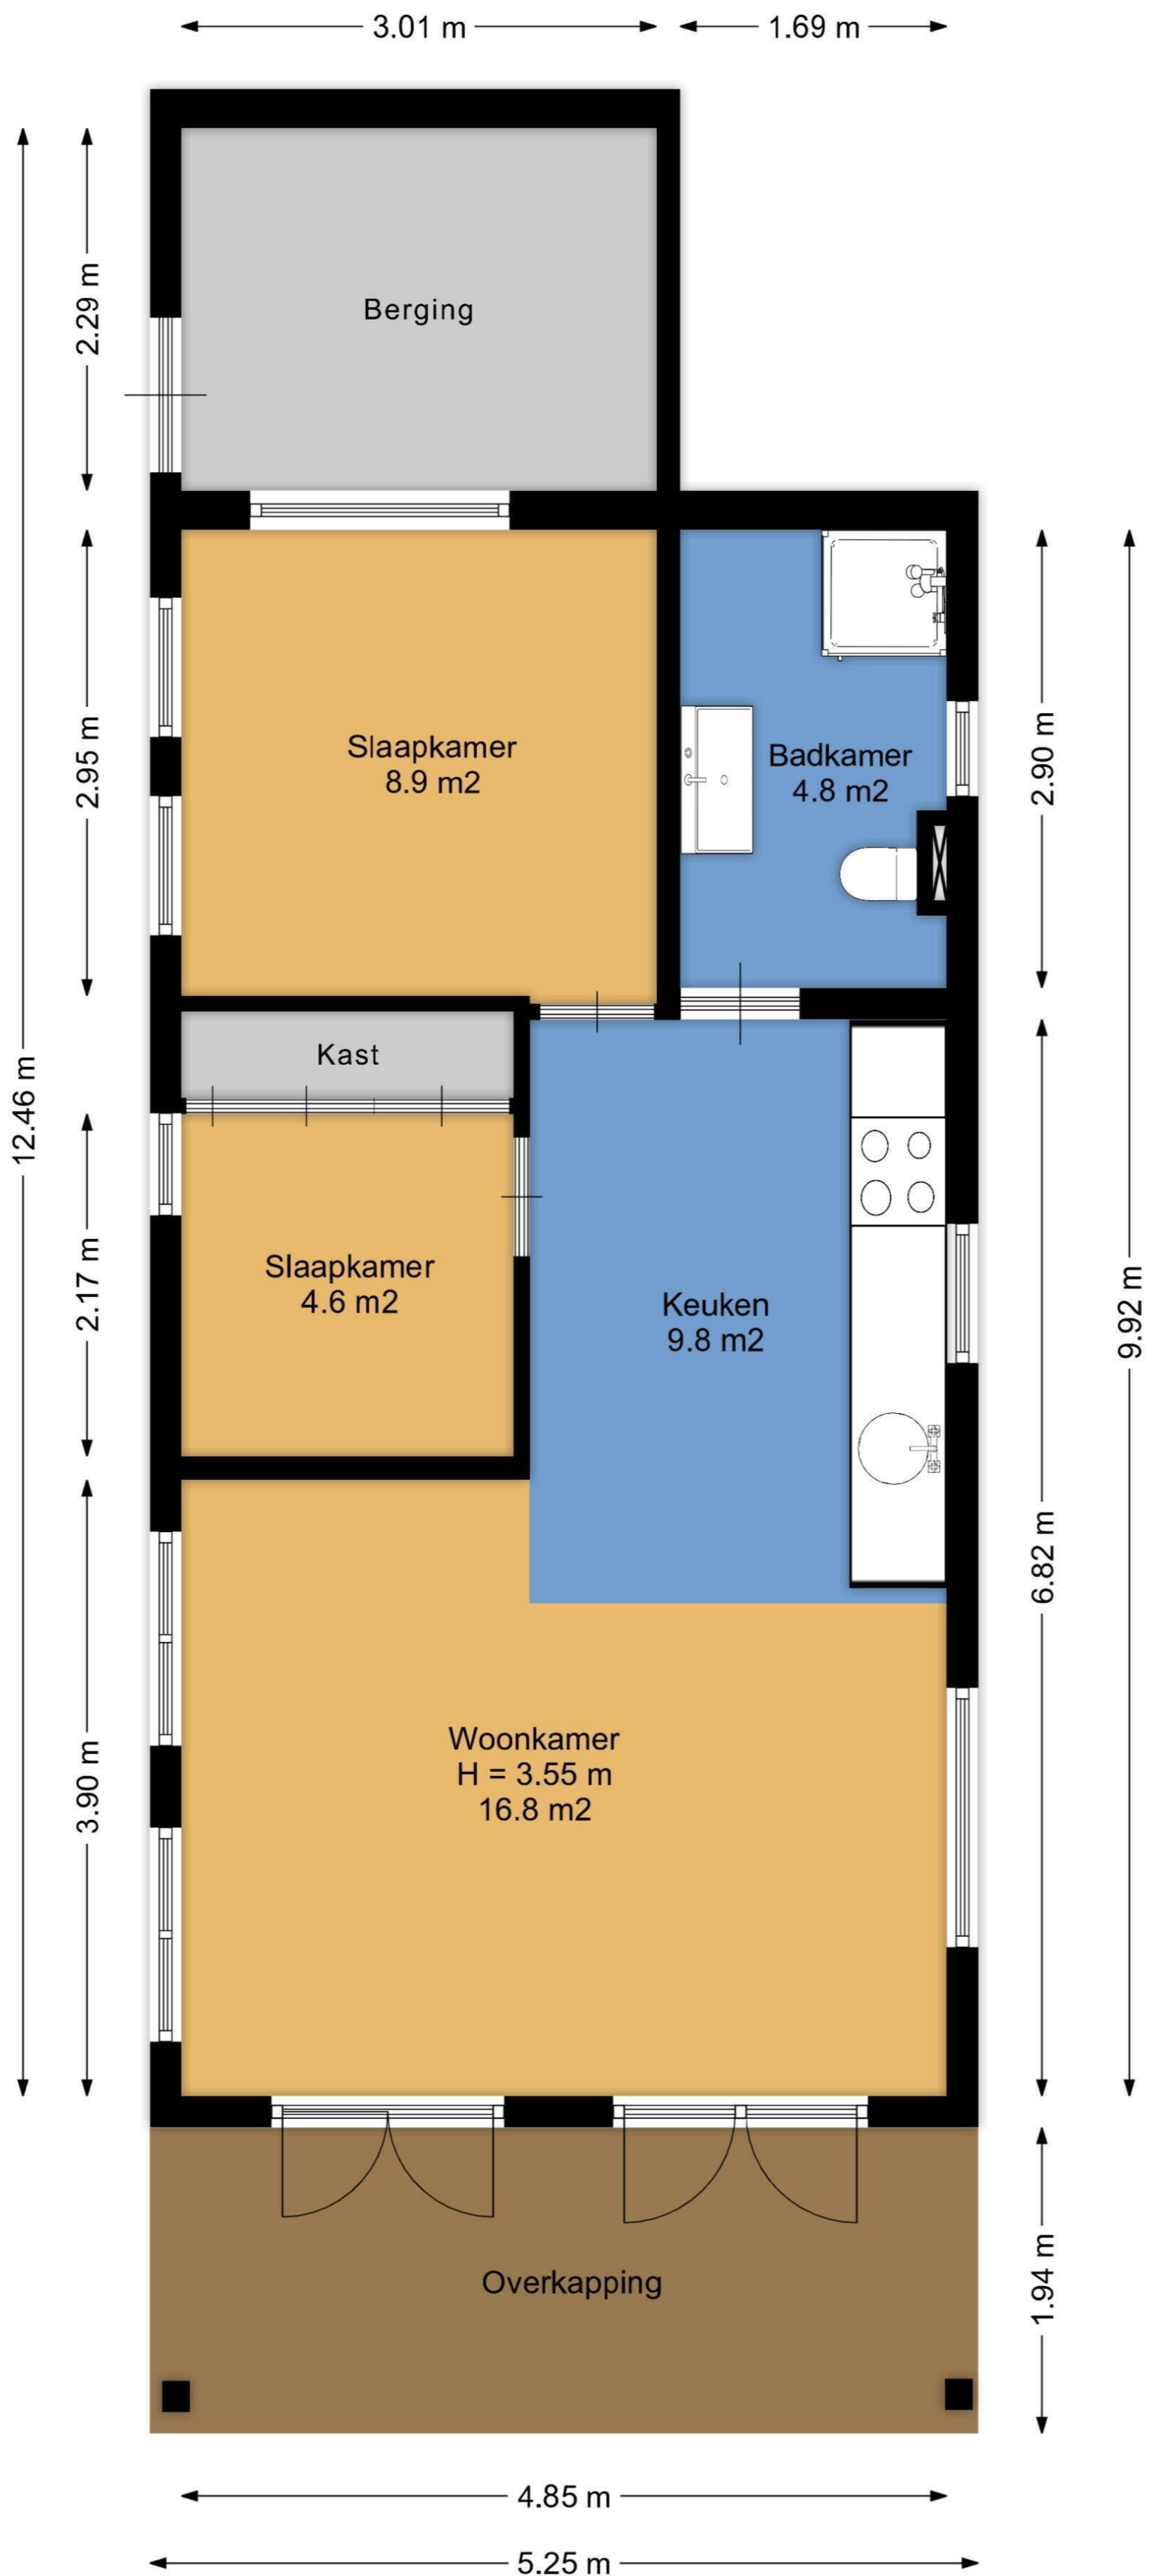 3.01 m
1.69 m
2.29 m
Berging
2.95 m
Slaapkamer
8.9 m2
Badkamer
4.8 m2
2.90 m
12.46 m
Kast
2.17 m
Slaapkamer
4.6 m2
Keuken
9.8 m2
9.92 m
6.82 m
3.90 m
Woonkamer
H = 3.55 m
16.8 m2
Overkapping
1.94 m
4.85 m
5.25 m